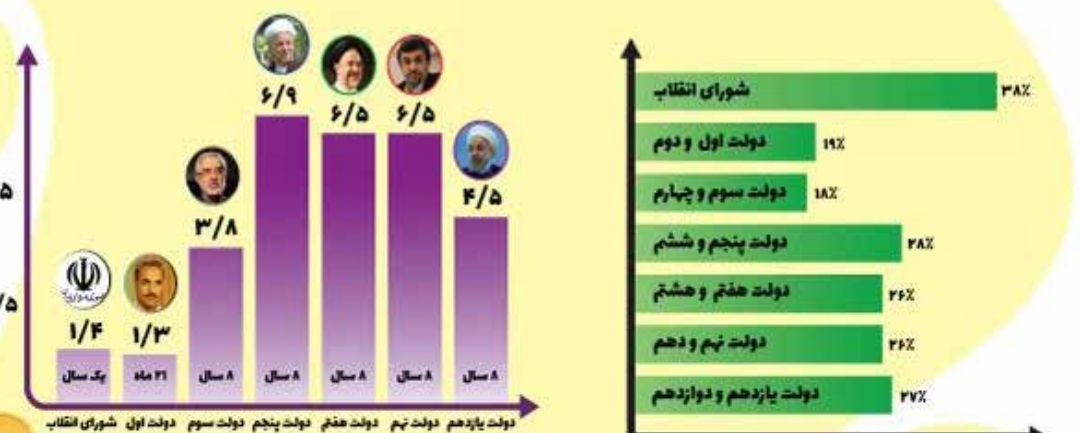 ۶/۹
۶/۵
۶/۵
۴/۵
۳/۸
۱/۴
۱/۳
یک سال
۲۱ ماه
۸ سال
۸ سال
۸ سال
۸ سال
۸ سال
شورای انقلاب
دولت اول
دولت سوم
دولت پنجم
دولت هفتم
دولت نهم
دولت یازدهم
۵
/۵
شورای انقلاب ۳۸٪
دولت اول و دوم ۱۹٪
دولت سوم و چهارم ۱۸٪
دولت پنجم و ششم ۲۸٪
دولت هفتم و هشتم ۲۶٪
دولت نهم و دهم ۲۶٪
دولت یازدهم و دوازدهم ۲۷٪